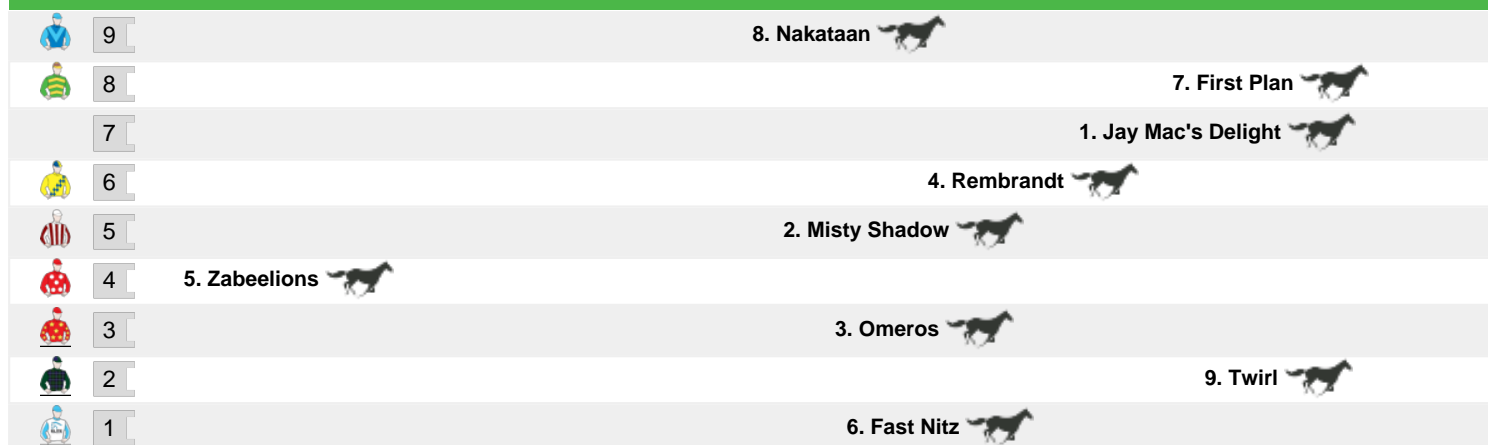 9 8. Nakataan
8 7. First Plan
7 1. Jay Mac's Delight
6 4. Rembrandt
5 2. Misty Shadow
4 5. Zabeelions
3 3. Omeros
2 9. Twirl
1 6. Fast Nitz